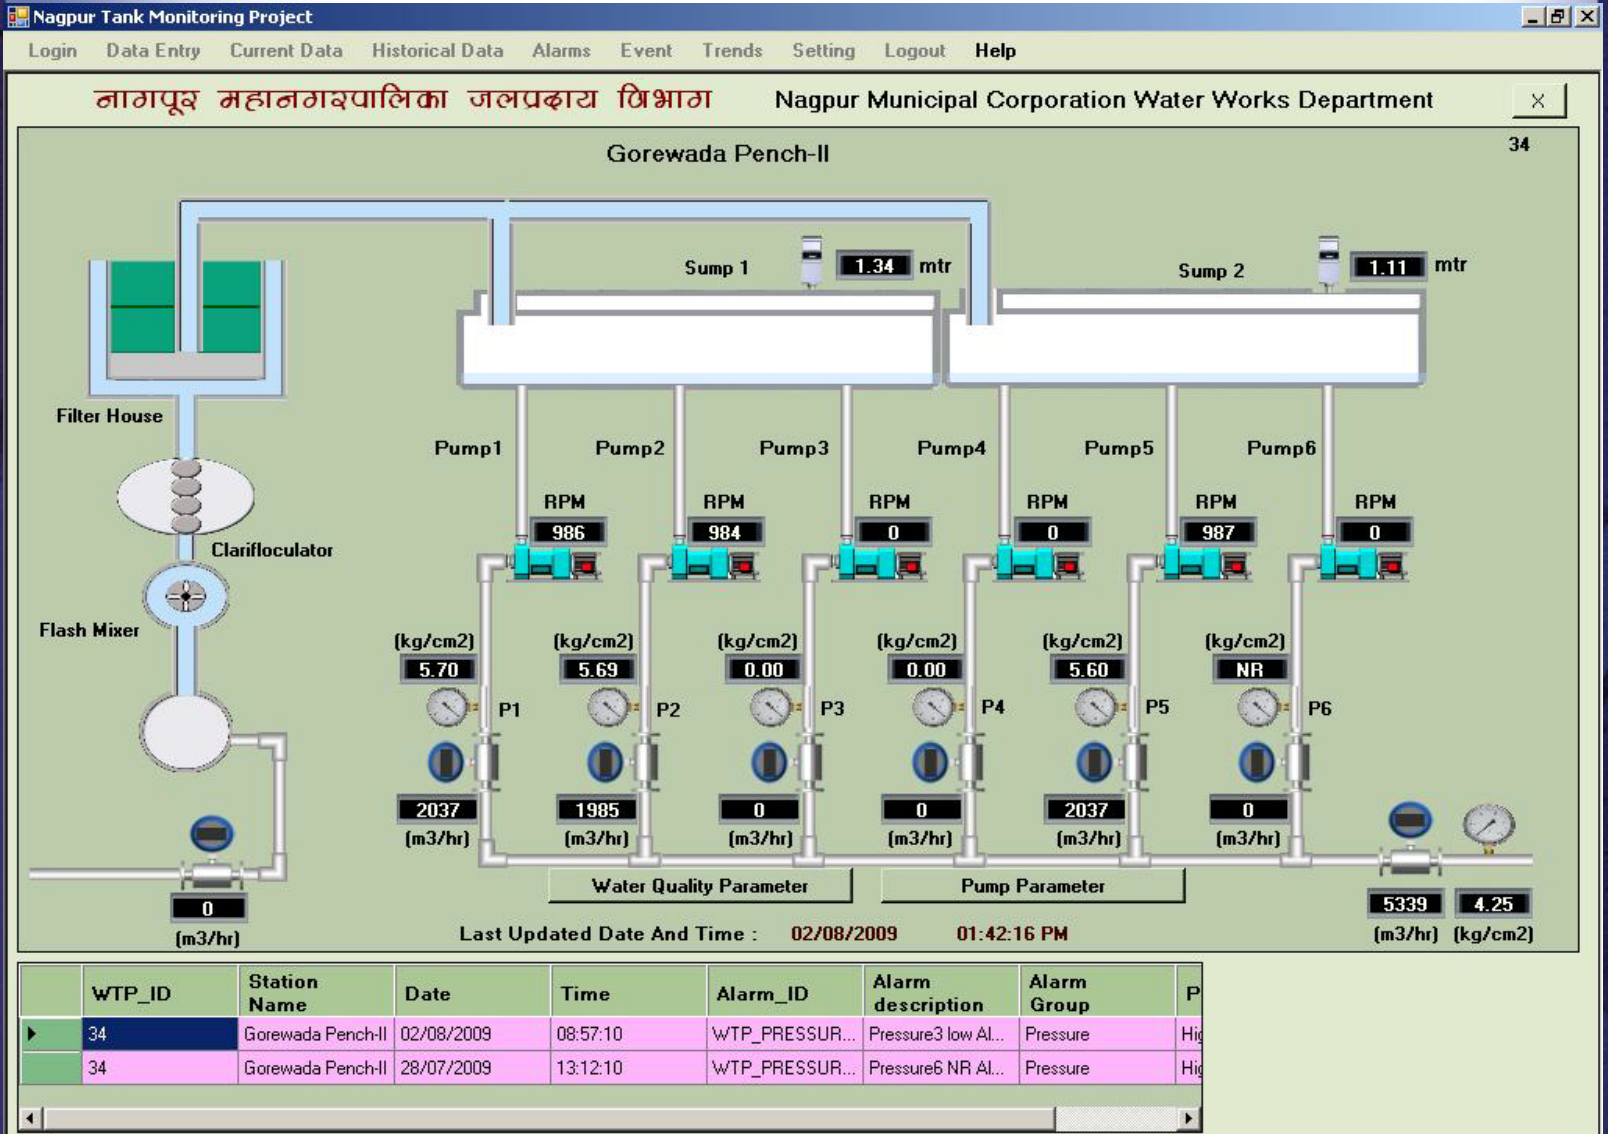 Nagpur Tank Monitoring Project
Login Data Entry Current Data Historical Data Alarms Event Trends Setting Logout Help
नागपूर महानगरपालिका जलप्रदाय विभाग Nagpur Municipal Corporation Water Works Department X
Gorewada Pench-II 34
Sump 1 1.34 mtr Sump 2 1.11 mtr
Filter House
Pump1 Pump2 Pump3 Pump4 Pump5 Pump6
RPM RPM RPM RPM RPM RPM
986 984 0 0 987 0
Clarifloculator
Flash Mixer
(kg/cm2) (kg/cm2) (kg/cm2) (kg/cm2) (kg/cm2) (kg/cm2)
5.70 5.69 0.00 0.00 5.60 NR
P1 P2 P3 P4 P5 P6
2037 1985 0 0 2037 0
(m3/hr) (m3/hr) (m3/hr) (m3/hr) (m3/hr) (m3/hr)
Water Quality Parameter Pump Parameter
0 5339 4.25
(m3/hr) Last Updated Date And Time : 02/08/2009 01:42:16 PM (m3/hr) (kg/cm2)
WTP_ID Station Name Date Time Alarm_ID Alarm description Alarm Group P
34 Gorewada Pench-II 02/08/2009 08:57:10 WTP_PRESSUR... Pressure3 low Al... Pressure Hig
34 Gorewada Pench-II 28/07/2009 13:12:10 WTP_PRESSUR... Pressure6 NR Al... Pressure Hig